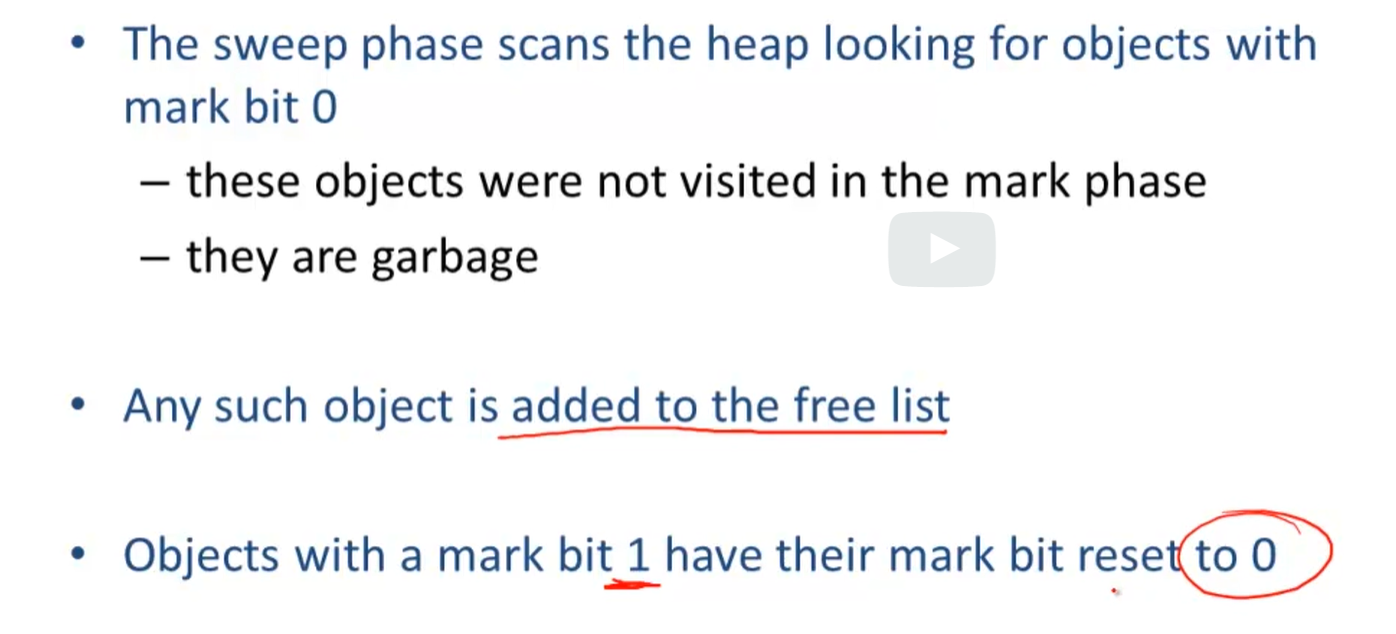 • The sweep phase scans the heap looking for objects with
mark bit 0
– these objects were not visited in the mark phase
– they are garbage
• Any such object is added to the free list
• Objects with a mark bit 1 have their mark bit reset to 0